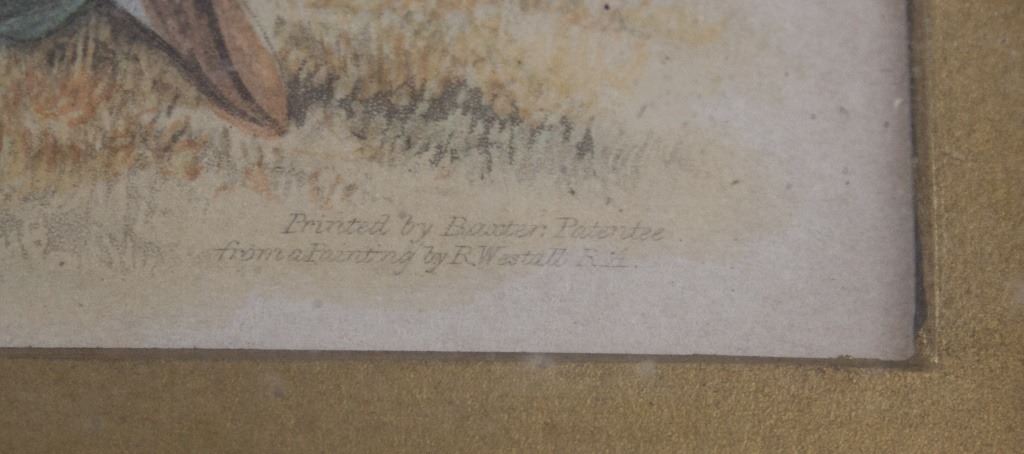 Printed by Baxter. Patentee
from a Painting by R. Westall R.A.